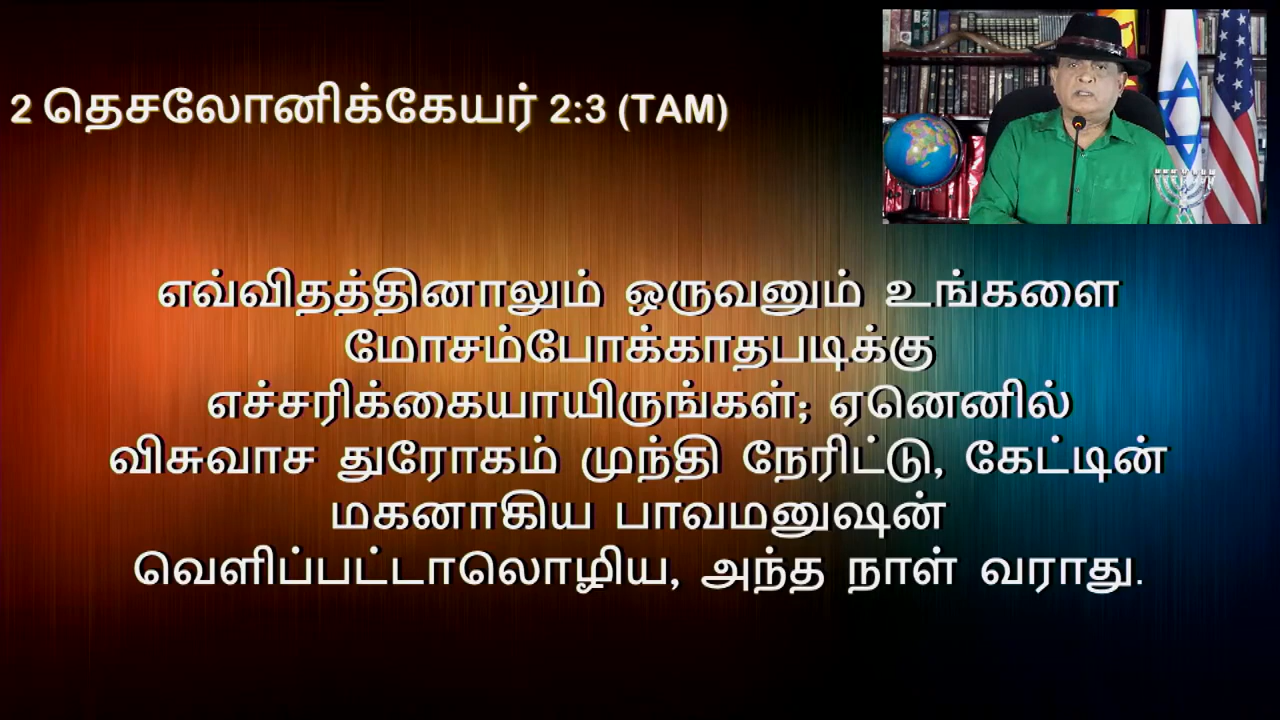 2 தெசலோனிக்கேயர் 2:3 (TAM)
எவ்விதத்தினாலும் ஒருவனும் உங்களை
மோசம்போக்காதபடிக்கு
எச்சரிக்கையாயிருங்கள்; ஏனெனில்
விசுவாச துரோகம் முந்தி நேரிட்டு, கேட்டின்
மகனாகிய பாவமனுஷன்
வெளிப்பட்டாலொழிய, அந்த நாள் வராது.